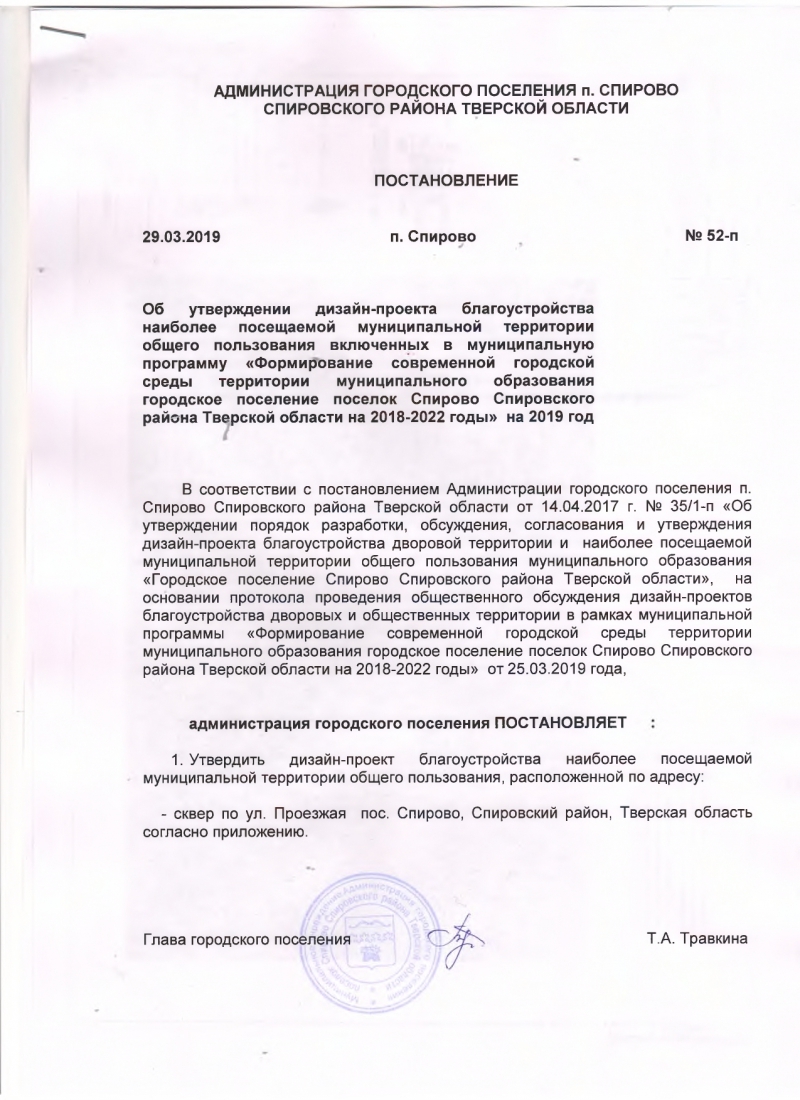 АДМИНИСТРАЦИЯ ГОРОДСКОГО ПОСЕЛЕНИЯ п. СПИРОВО
СПИРОВСКОГО РАЙОНА ТВЕРСКОЙ ОБЛАСТИ
ПОСТАНОВЛЕНИЕ
29.03.2019 п. Спирово № 52-п
Об утверждении дизайн-проекта благоустройства
наиболее посещаемой муниципальной территории
общего пользования включенных в муниципальную
программу «Формирование современной городской
среды территории муниципального образования
городское поселение поселок Спирово Спировского
района Тверской области на 2018-2022 годы» на 2019 год
В соответствии с постановлением Администрации городского поселения п.
Спирово Спировского района Тверской области от 14.04.2017 г. № 35/1-п «Об
утверждении порядок разработки, обсуждения, согласования и утверждения
дизайн-проекта благоустройства дворовой территории и наиболее посещаемой
муниципальной территории общего пользования муниципального образования
«Городское поселение Спирово Спировского района Тверской области», на
основании протокола проведения общественного обсуждения дизайн-проектов
благоустройства дворовых и общественных территории в рамках муниципальной
программы «Формирование современной городской среды территории
муниципального образования городское поселение поселок Спирово Спировского
района Тверской области на 2018-2022 годы» от 25.03.2019 года,
администрация городского поселения ПОСТАНОВЛЯЕТ :
1. Утвердить дизайн-проект благоустройства наиболее посещаемой
муниципальной территории общего пользования, расположенной по адресу:
- сквер по ул. Проезжая пос. Спирово, Спировский район, Тверская область
согласно приложению.
Глава городского поселения Т.А. Травкина